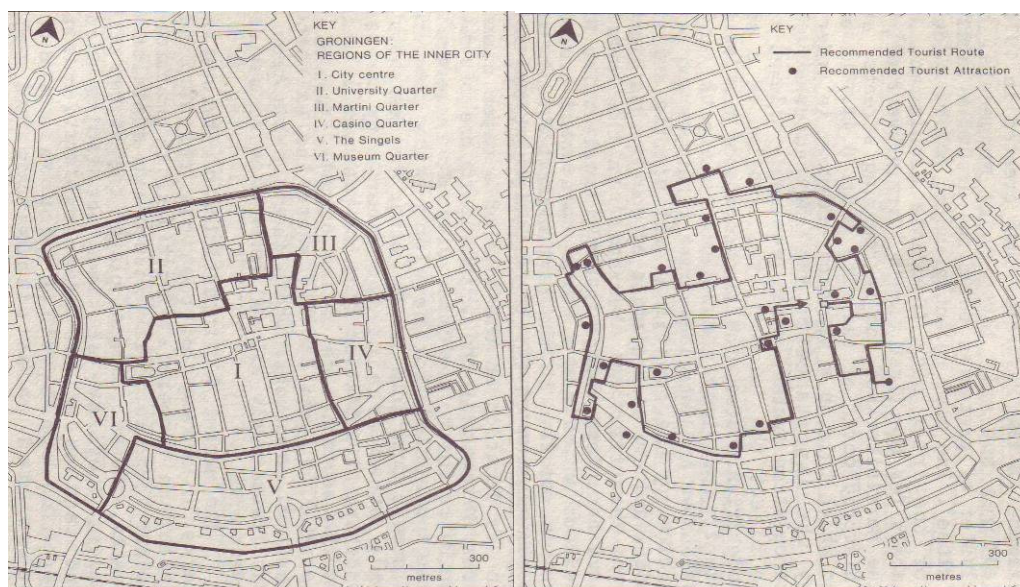 N
KEY
GRONINGEN:
REGIONS OF THE INNER CITY
I. City centre
II. University Quarter
III. Martini Quarter
IV. Casino Quarter
V. The Singels
VI. Museum Quarter
III
II
IV
I
VI
V
0 300
metres
N
KEY
Recommended Tourist Route
Recommended Tourist Attraction
0 300
metres